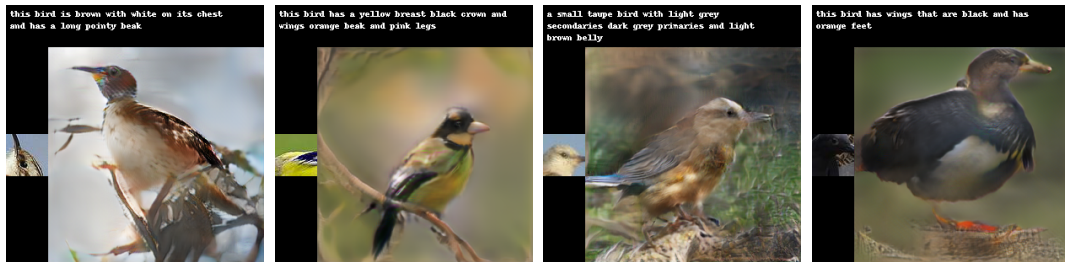 this bird is brown with white on its chest
and has a long pointy beak
this bird has a yellow breast black crown and
wings orange beak and pink legs
a small taupe bird with light grey
secondaries dark grey primaries and light
brown belly
this bird has wings that are black and has
orange feet